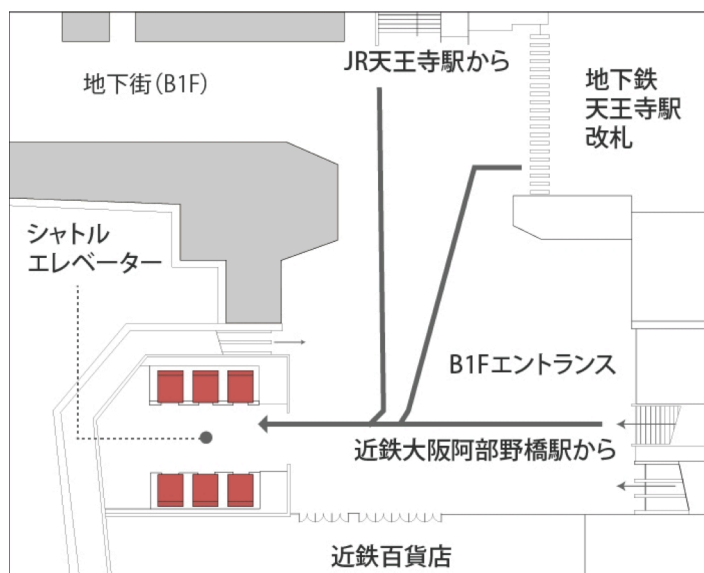 JR天王寺駅から
地下街(B1F)
地下鉄
天王寺駅
改札
シャトル
エレベーター
B1Fエントランス
近鉄大阪阿部野橋駅から
近鉄百貨店